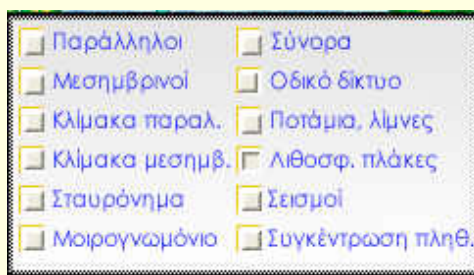 Παράλληλοι
Μεσημβρινοί
Κλίμακα παραλ.
Κλίμακα μεσημβ.
Σταυρόνημα
Μοιρογνωμόνιο
Σύνορα
Οδικό δίκτυο
Ποτάμια, λίμνες
Λιθοσφ. πλάκες
Σεισμοί
Συγκέντρωση πληθ.